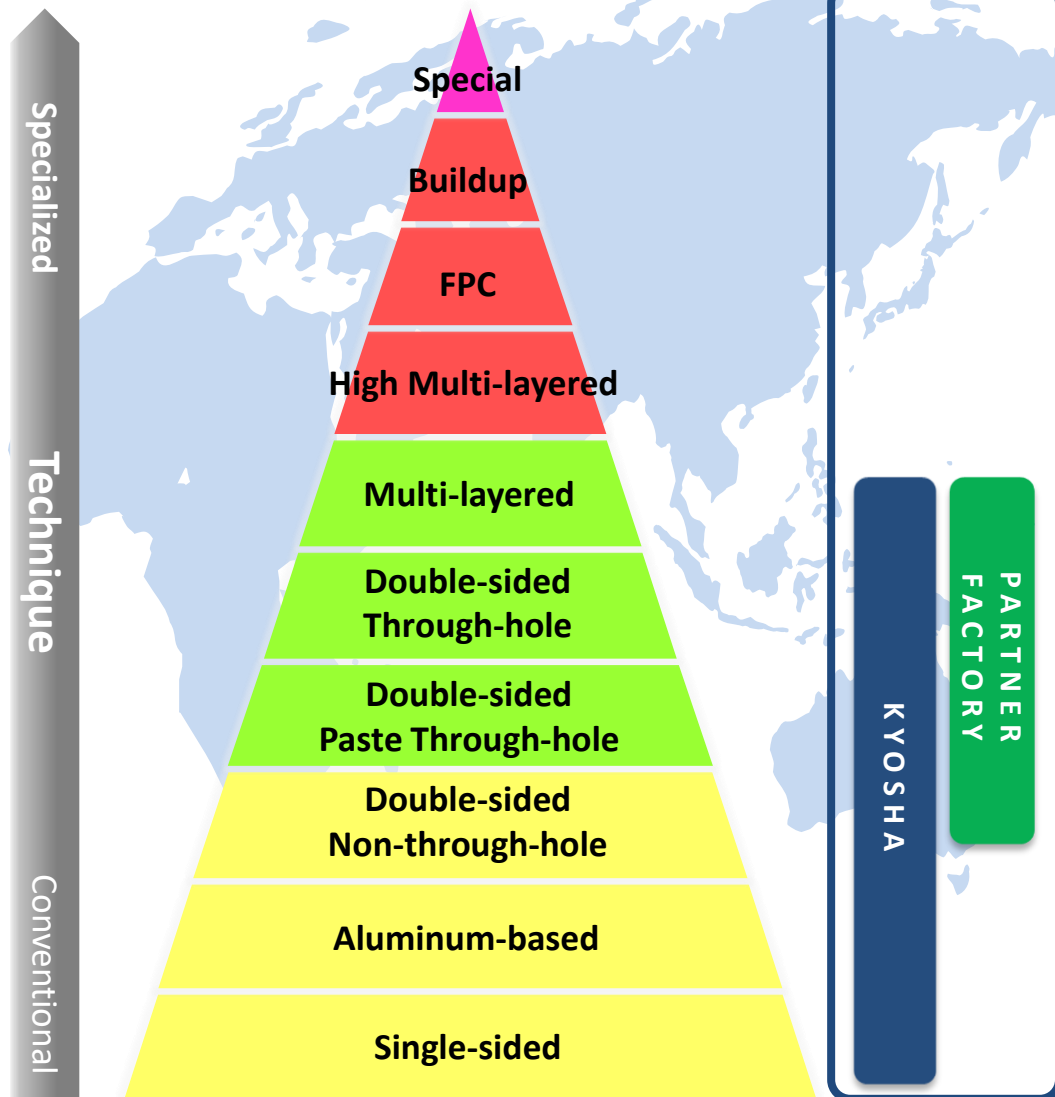 Specialized
Technique
Conventional
Special
Buildup
FPC
High Multi-layered
Multi-layered
Double-sided
Through-hole
Double-sided
Paste Through-hole
Double-sided
Non-through-hole
Aluminum-based
Single-sided
KYOSHA
PARTNER
FACTORY